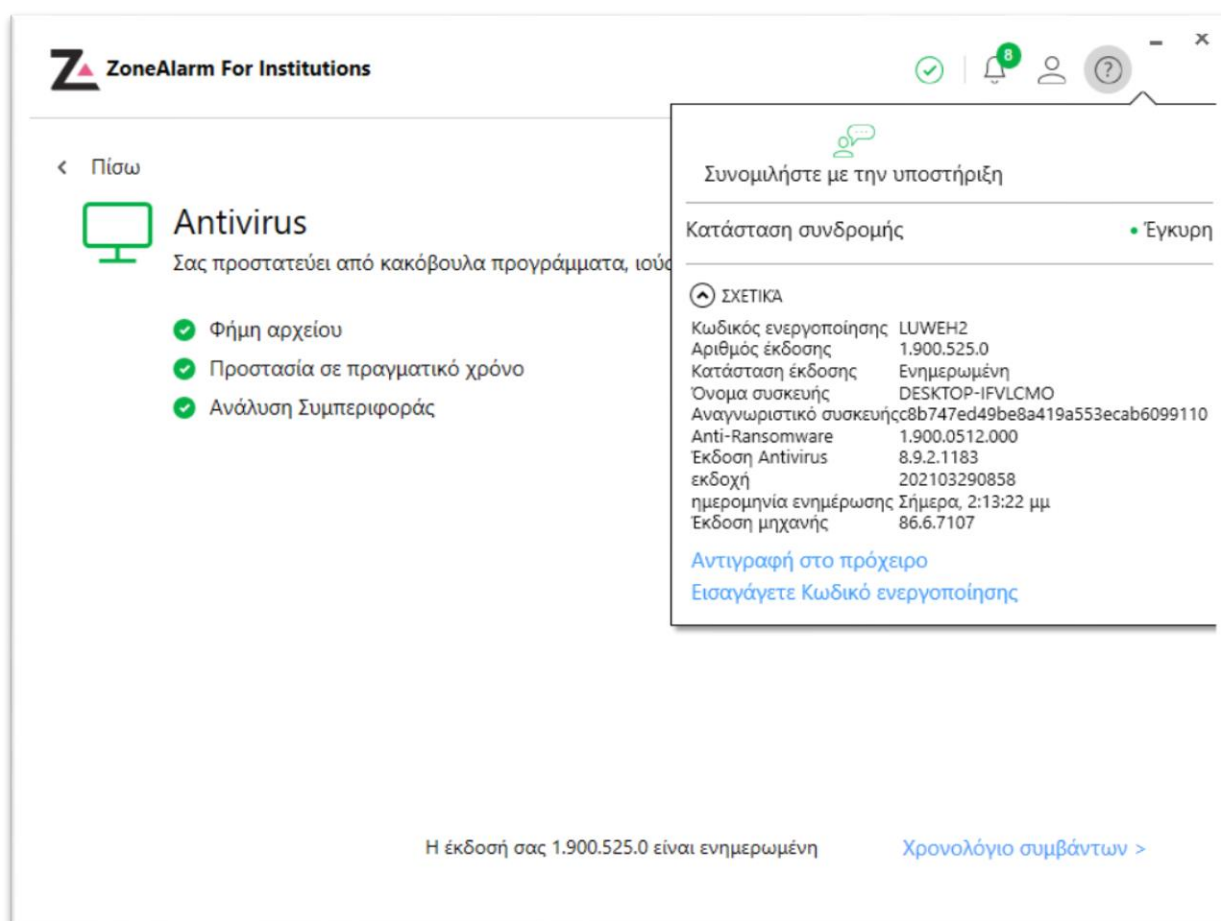 ZoneAlarm For Institutions
8
?
Πίσω
Antivirus
Σας προστατεύει από κακόβουλα προγράμματα,
Φήμη αρχείου
Προστασία σε πραγματικό χρόνο
Ανάλυση Συμπεριφοράς
Συνομιλήστε με την υποστήριξη
Κατάσταση συνδρομής • Έγκυρη
ΣΧΕΤΙΚΆ
Κωδικός ενεργοποίησης LUWEH2
Αριθμός έκδοσης 1.900.525.0
Κατάσταση έκδοσης Ενημερωμένη
Όνομα συσκευής DESKTOP-IFVLCMO
Αναγνωριστικό συσκευήςc8b747ed49be8a419a553ecab6099110
Anti-Ransomware 1.900.0512.000
Έκδοση Antivirus 8.9.2.1183
εκδοχή 202103290858
ημερομηνία ενημέρωσης Σήμερα, 2:13:22 μμ
Έκδοση μηχανής 86.6.7107
Αντιγραφή στο πρόχειρο
Εισαγάγετε Κωδικό ενεργοποίησης
Η έκδοσή σας 1.900.525.0 είναι ενημερωμένη
Χρονολόγιο συμβάντων >